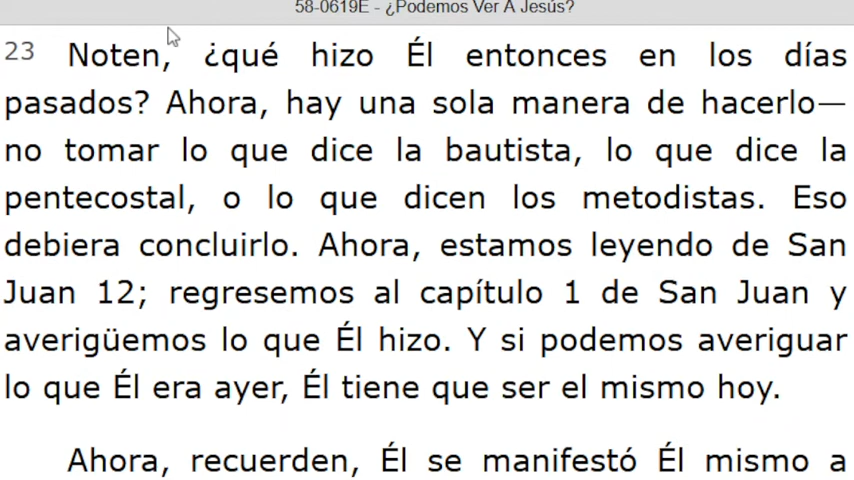 58-0619E - ¿Podemos Ver A Jesús?
23 Noten, ¿qué hizo Él entonces en los días
pasados? Ahora, hay una sola manera de hacerlo—
no tomar lo que dice la bautista, lo que dice la
pentecostal, o lo que dicen los metodistas. Eso
debiera concluirlo. Ahora, estamos leyendo de San
Juan 12; regresemos al capítulo 1 de San Juan y
averigüemos lo que Él hizo. Y si podemos averiguar
lo que Él era ayer, Él tiene que ser el mismo hoy.
Ahora, recuerden, Él se manifestó Él mismo a